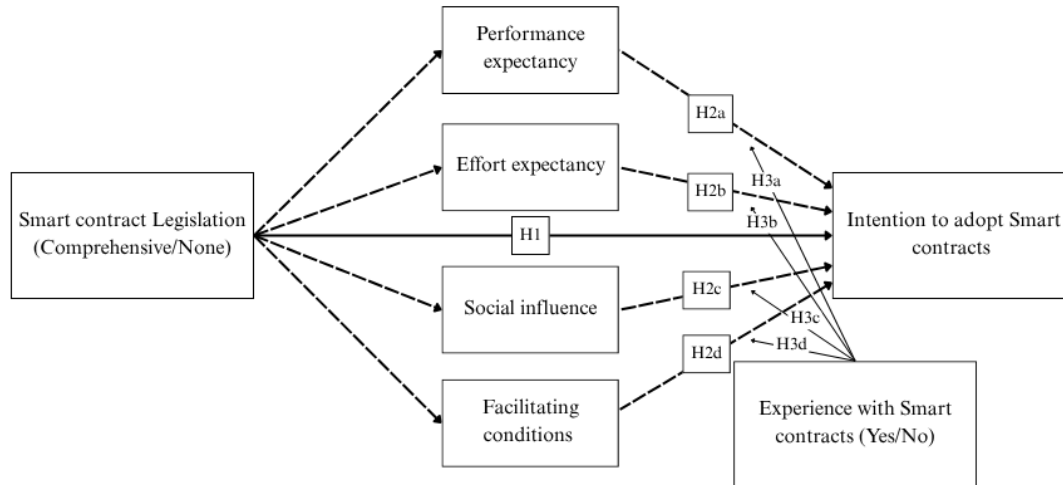 Performance
expectancy
H2a
Effort expectancy
H2b
H3a
Smart contract Legislation
(Comprehensive/None)
H1
H3b
Intention to adopt Smart
contracts
Social influence
H2c
H3c
H2d
H3d
Facilitating
conditions
Experience with Smart
contracts (Yes/No)